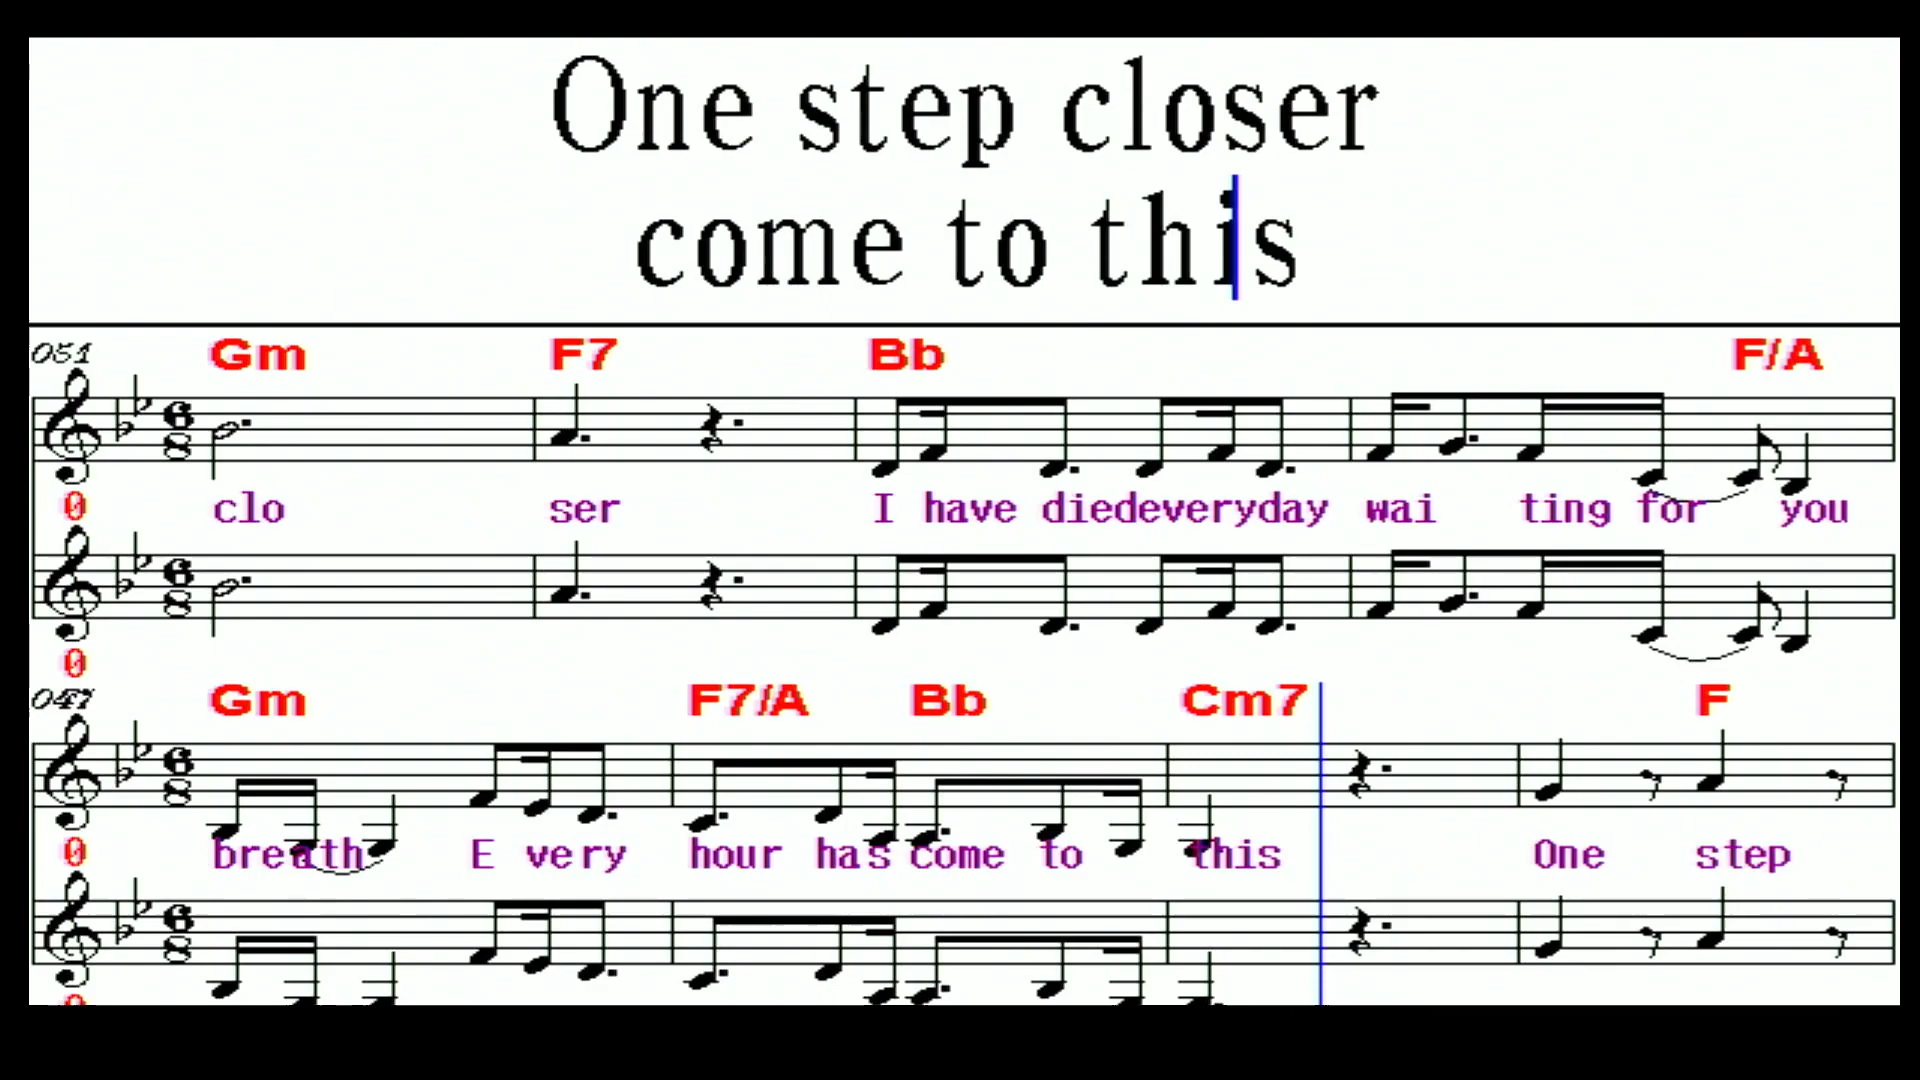 One step closer
come to this
051 Gm F7 Bb F/A
0 clo ser I have diedeveryday wai ting for you
0
Gm F7/A Bb Cm7 F
0 breath E very hour has come to this One step